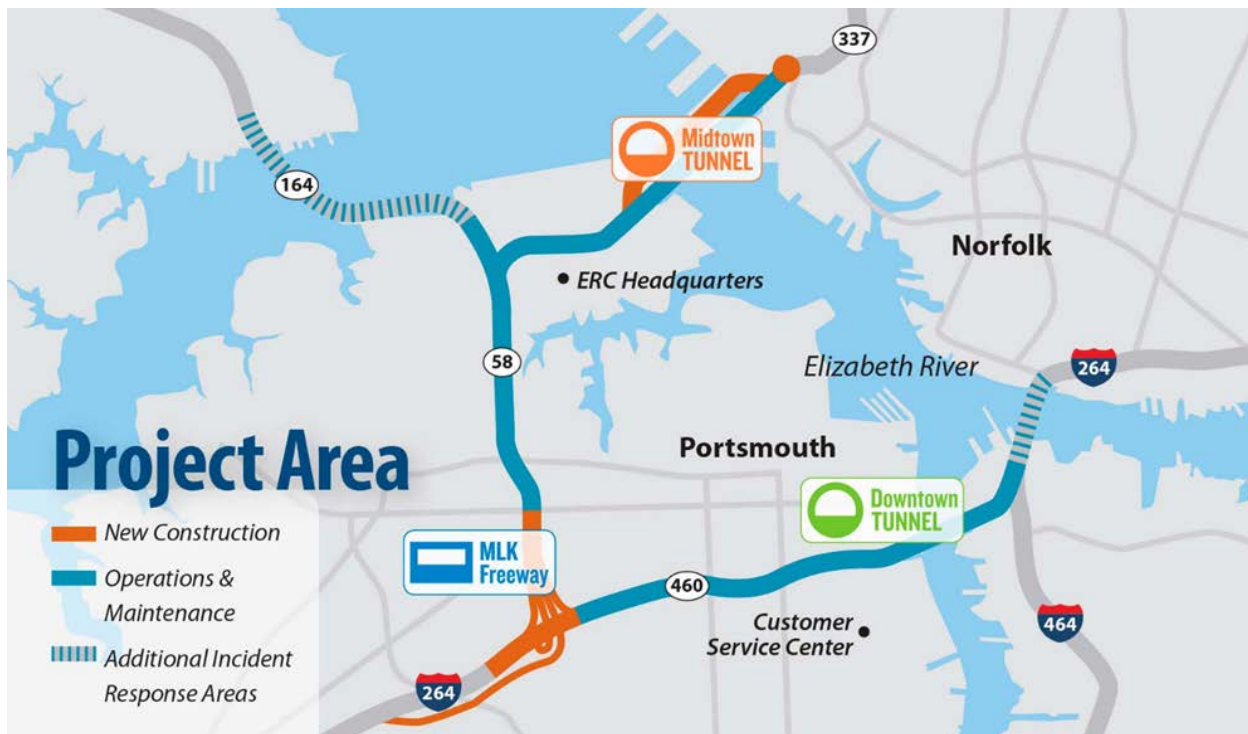 337
Midtown
TUNNEL
164
Norfolk
ERC Headquarters
58
Elizabeth River
264
Project Area
Portsmouth
New Construction
Downtown
TUNNEL
MLK
Freeway
Operations &
Maintenance
460
Customer
Service Center
464
Additional Incident
Response Areas
264